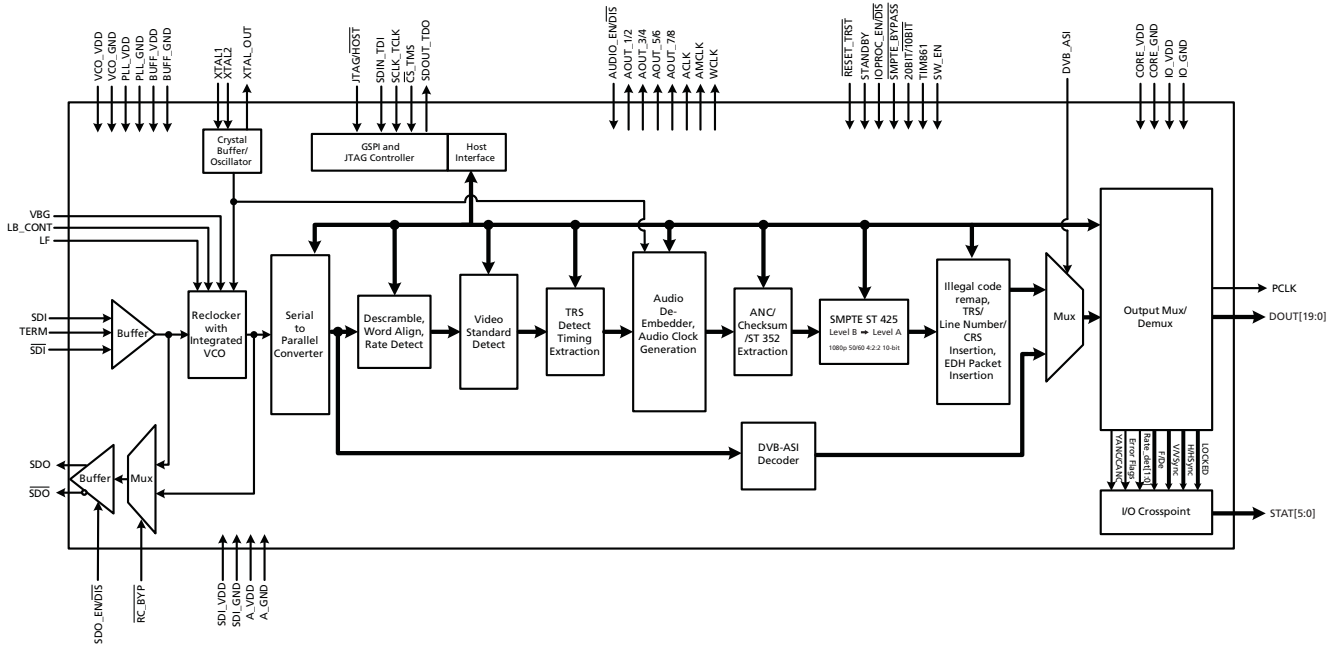 VCO_VDD
VCO_GND
PLL_VDD
PLL_GND
BUFF_VDD
BUFF_GND
XTAL1
XTAL2
XTAL_OUT
JTAG/HOST
SDIN_TDI
SCLK_TCLK
CS_TMS
SDOUT_TDO
AUDIO_EN/DIS
AOUT_1/2
AOUT_3/4
AOUT_5/6
AOUT_7/8
ACLK
AMCLK
WCLK
RESET_TRST
STANDBY
IOPROC_EN/DIS
SMPTE_BYPASS
20BIT/10BIT
TIM861
SW_EN
DVB_ASI
CORE_VDD
CORE_GND
IO_VDD
IO_GND
Crystal
Buffer/
Oscillator
GSPI and
JTAG Controller
Host
Interface
VBG
LB_CONT
LF
SDI
TERM
SDI
Buffer
Reclocker
with
Integrated
VCO
Serial
to
Parallel
Converter
Descramble,
Word Align,
Rate Detect
Video
Standard
Detect
TRS
Detect
Timing
Extraction
Audio
De-
Embedder,
Audio Clock
Generation
ANC/
Checksum
/ST 352
Extraction
SMPTE ST 425
Level B ➡ Level A
1080p 50/60 4:2:2 10-bit
Illegal code
remap,
TRS/
Line Number/
CRS
Insertion,
EDH Packet
Insertion
Mux
Output Mux/
Demux
PCLK
DOUT[19:0]
DVB-ASI
Decoder
YANC/CANC
Error Flags
Rate_det[1:0]
F/De
V/VSync
H/HSync
LOCKED
I/O Crosspoint
STAT[5:0]
SDO
SDO
Buffer
Mux
SDO_EN/DIS
RC_BYP
SDI_VDD
SDI_GND
A_VDD
A_GND